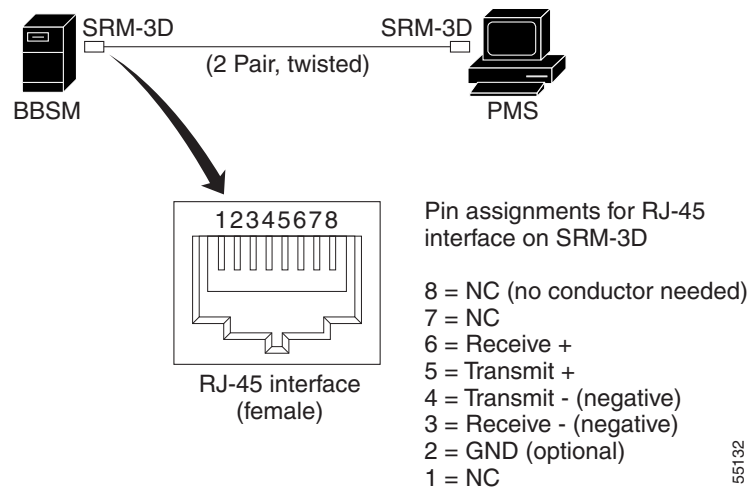 SRM-3D SRM-3D
(2 Pair, twisted)
BBSM PMS
12345678
RJ-45 interface
(female)
Pin assignments for RJ-45
interface on SRM-3D
8 = NC (no conductor needed)
7 = NC
6 = Receive +
5 = Transmit +
4 = Transmit - (negative)
3 = Receive - (negative)
2 = GND (optional)
1 = NC
55132